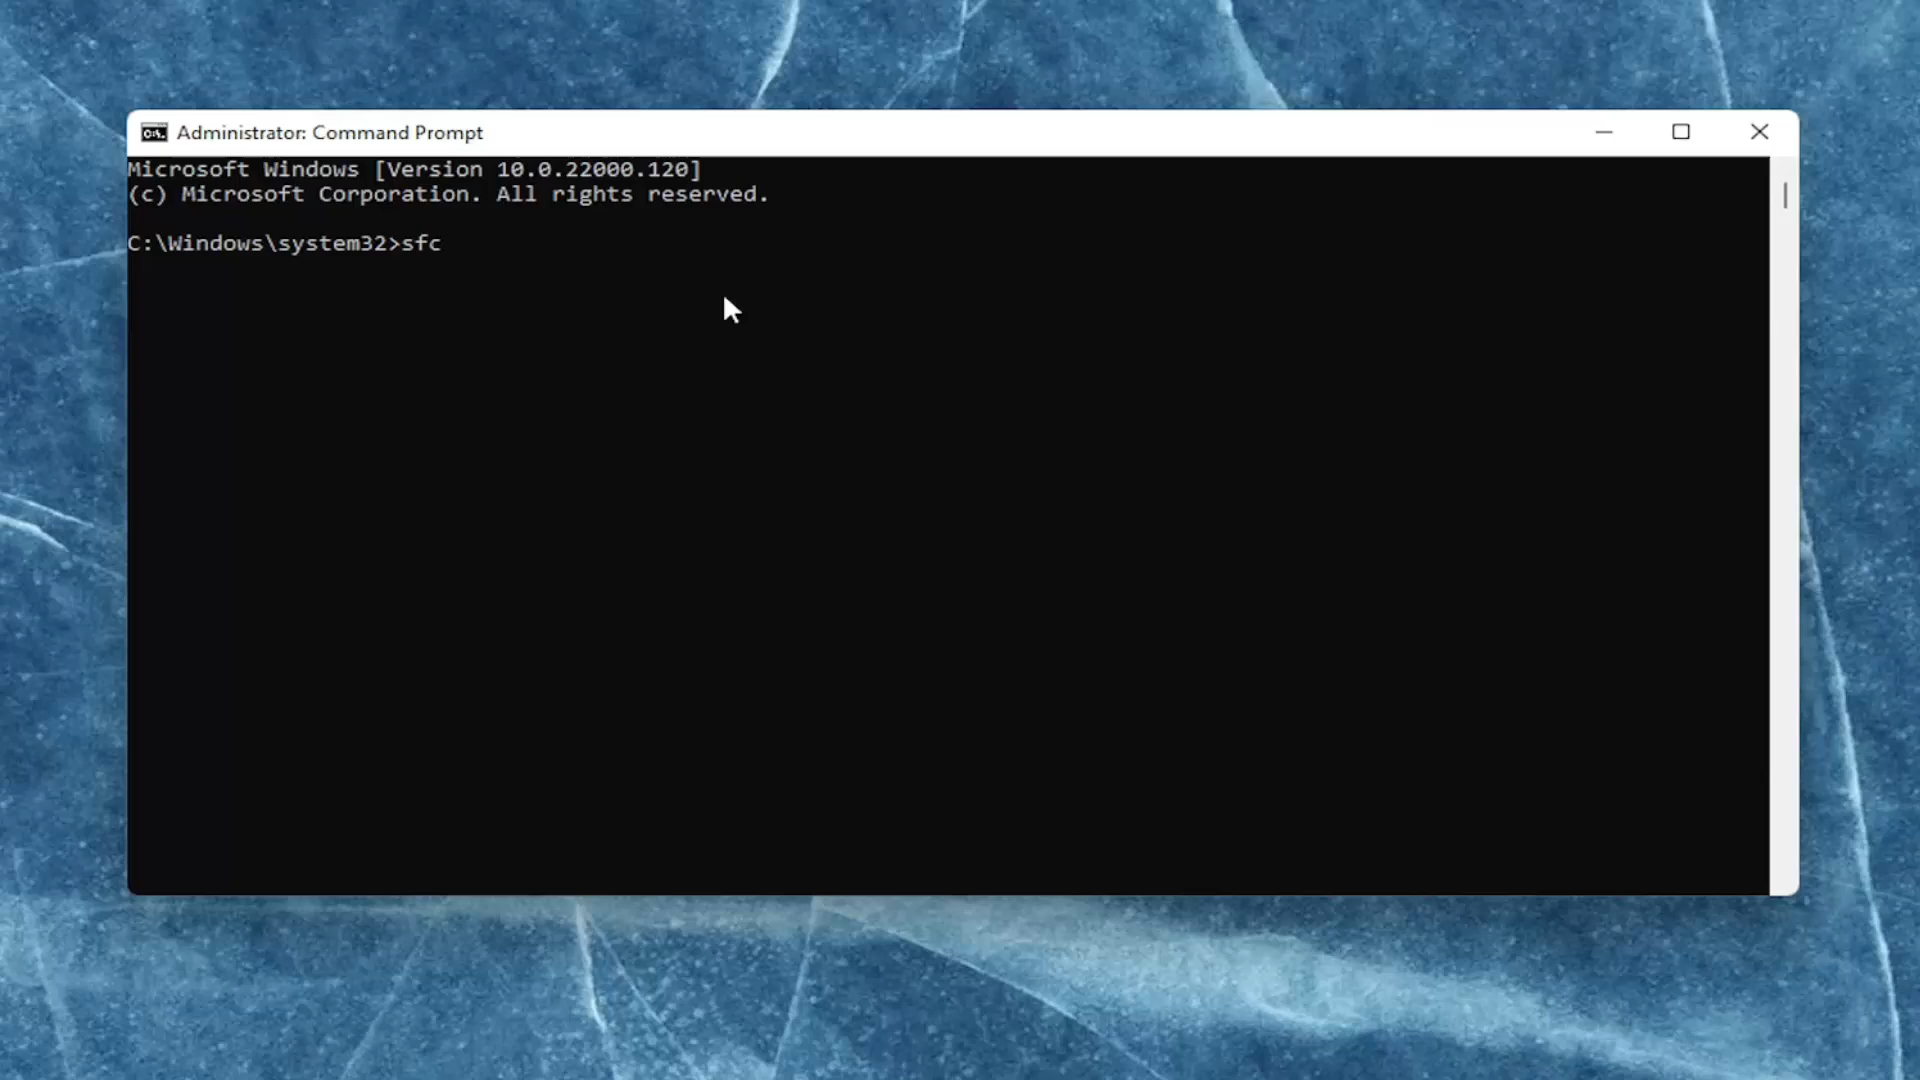 Administrator: Command Prompt
Microsoft Windows [Version 10.0.22000.120]
(c) Microsoft Corporation. All rights reserved.
C:\Windows\system32>sfc